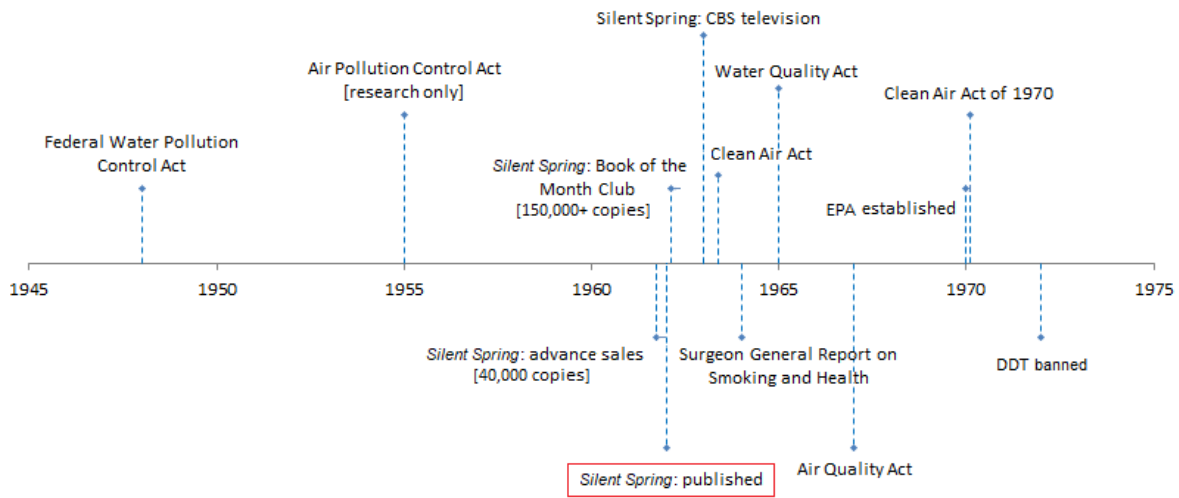 Silent Spring: CBS television
Air Pollution Control Act
[research only]
Water Quality Act
Clean Air Act of 1970
Federal Water Pollution
Control Act
Silent Spring: Book of the
Month Club
[150,000+ copies]
Clean Air Act
EPA established
1945 1950 1955 1960 1965 1970 1975
Silent Spring: advance sales
[40,000 copies]
Surgeon General Report on
Smoking and Health
DDT banned
Silent Spring: published
Air Quality Act